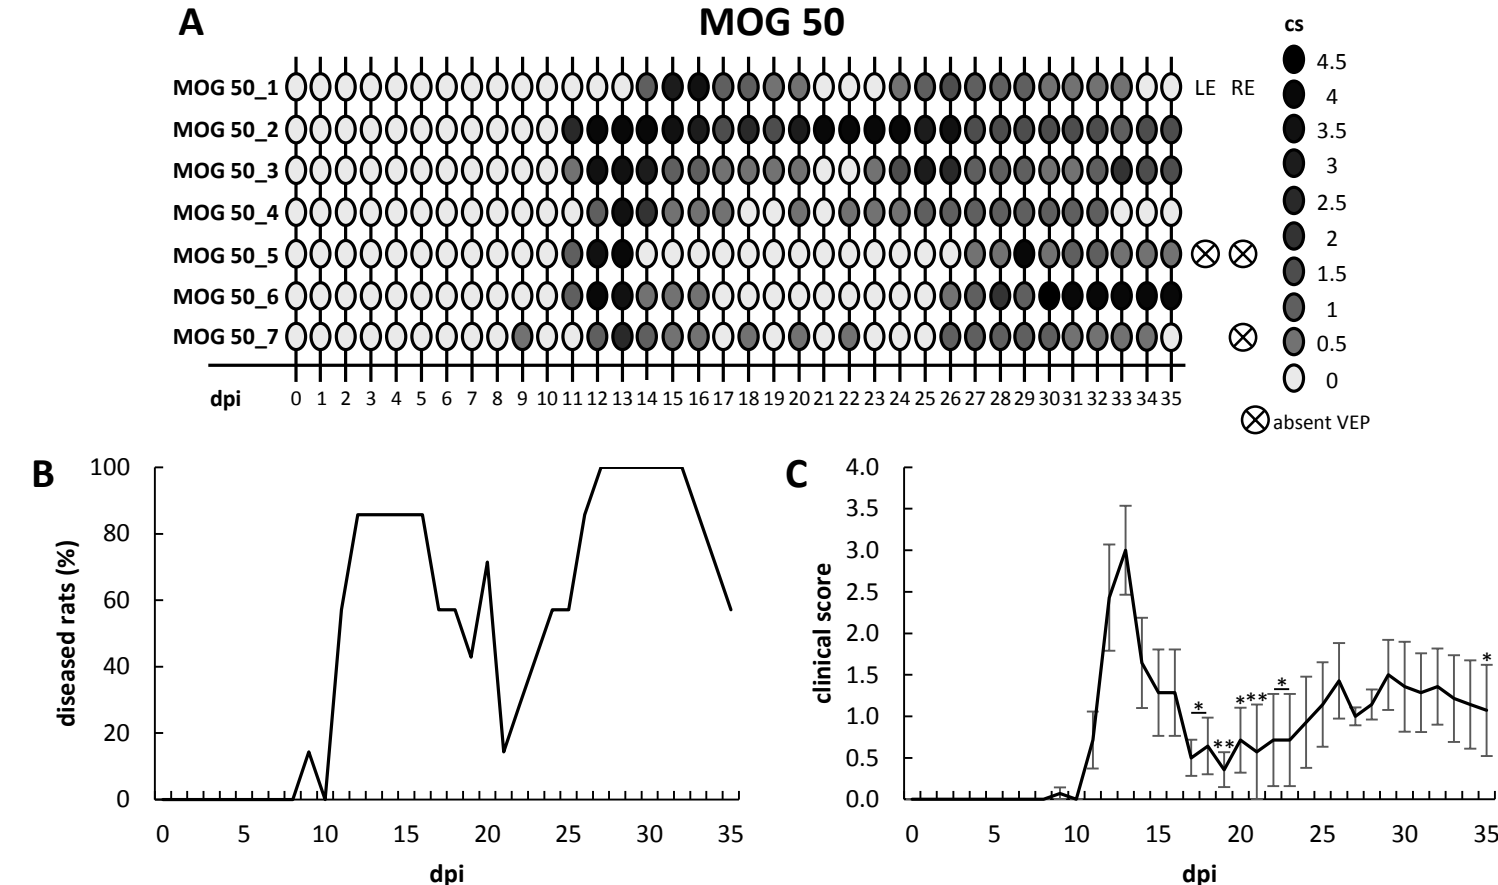 A
MOG 50
cs
MOG 50_1
LE RE
MOG 50_2
MOG 50_3
MOG 50_4
MOG 50_5
MOG 50_6
MOG 50_7
4.5
4
3.5
3
2.5
2
1.5
1
0.5
0
dpi 0 1 2 3 4 5 6 7 8 9 10 11 12 13 14 15 16 17 18 19 20 21 22 23 24 25 26 27 28 29 30 31 32 33 34 35
absent VEP
B
diseased rats (%)
100
80
60
40
20
0
0 5 10 15 20 25 30 35
dpi
C
clinical score
4.0
3.5
3.0
2.5
2.0
1.5
1.0
0.5
0.0
*
**
*
**
*
*
0 5 10 15 20 25 30 35
dpi